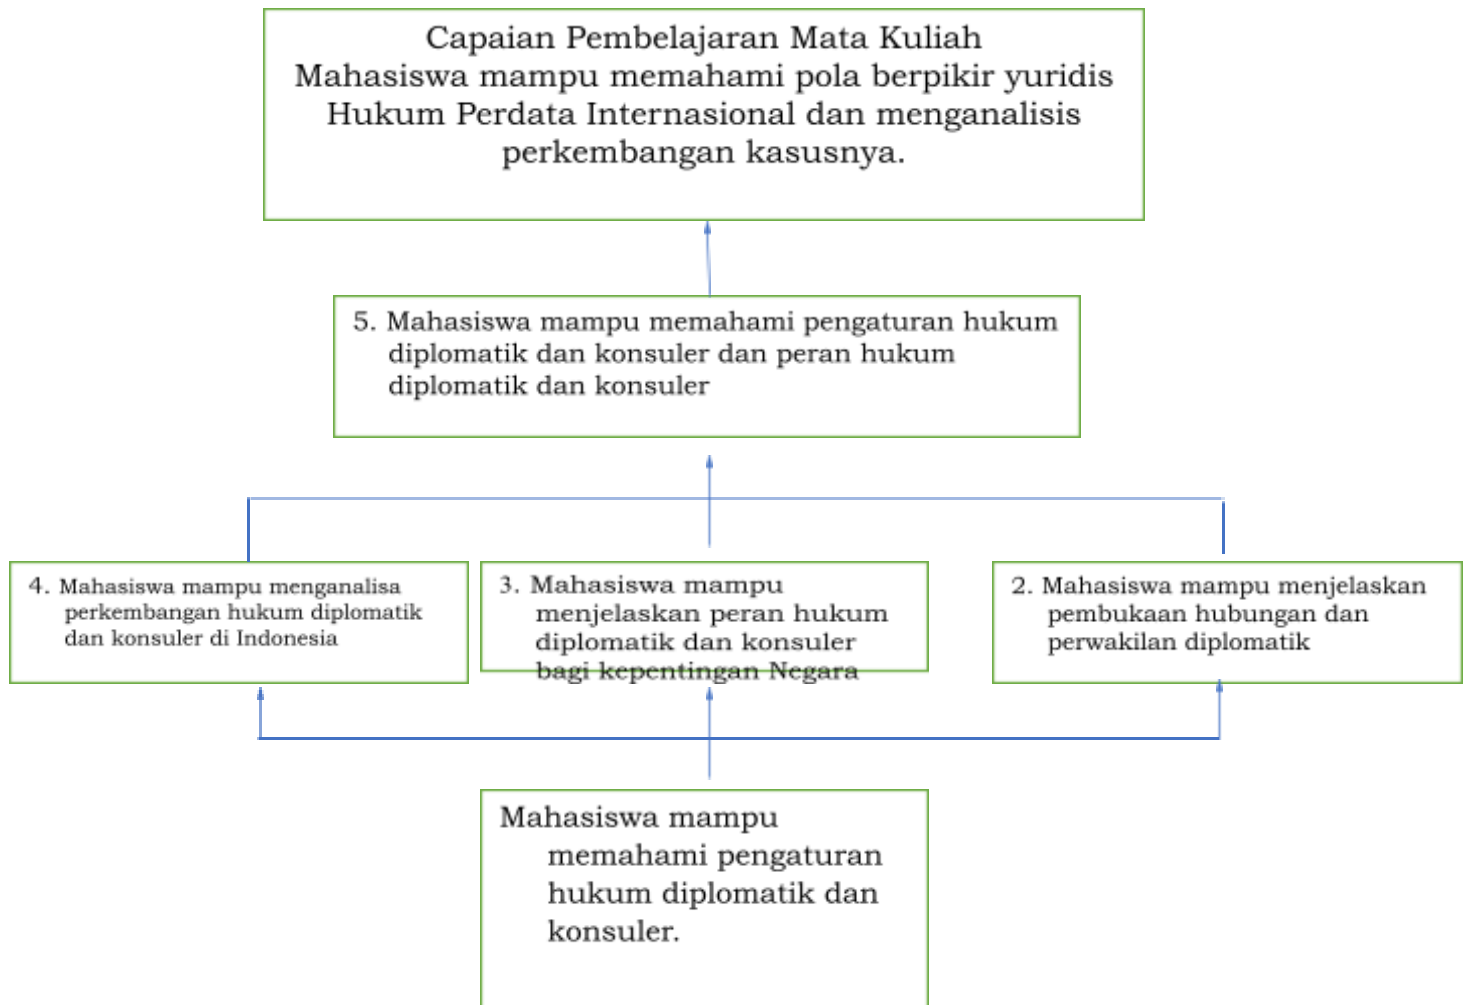 Capaian Pembelajaran Mata Kuliah
Mahasiswa mampu memahami pola berpikir yuridis
Hukum Perdata Internasional dan menganalisis
perkembangan kasusnya.
5. Mahasiswa mampu memahami pengaturan hukum
diplomatik dan konsuler dan peran hukum
diplomatik dan konsuler
4. Mahasiswa mampu menganalisa
perkembangan hukum diplomatik
dan konsuler di Indonesia
3. Mahasiswa mampu
menjelaskan peran hukum
diplomatik dan konsuler
bagi kepentingan Negara
2. Mahasiswa mampu menjelaskan
pembukaan hubungan dan
perwakilan diplomatik
Mahasiswa mampu
memahami pengaturan
hukum diplomatik dan
konsuler.